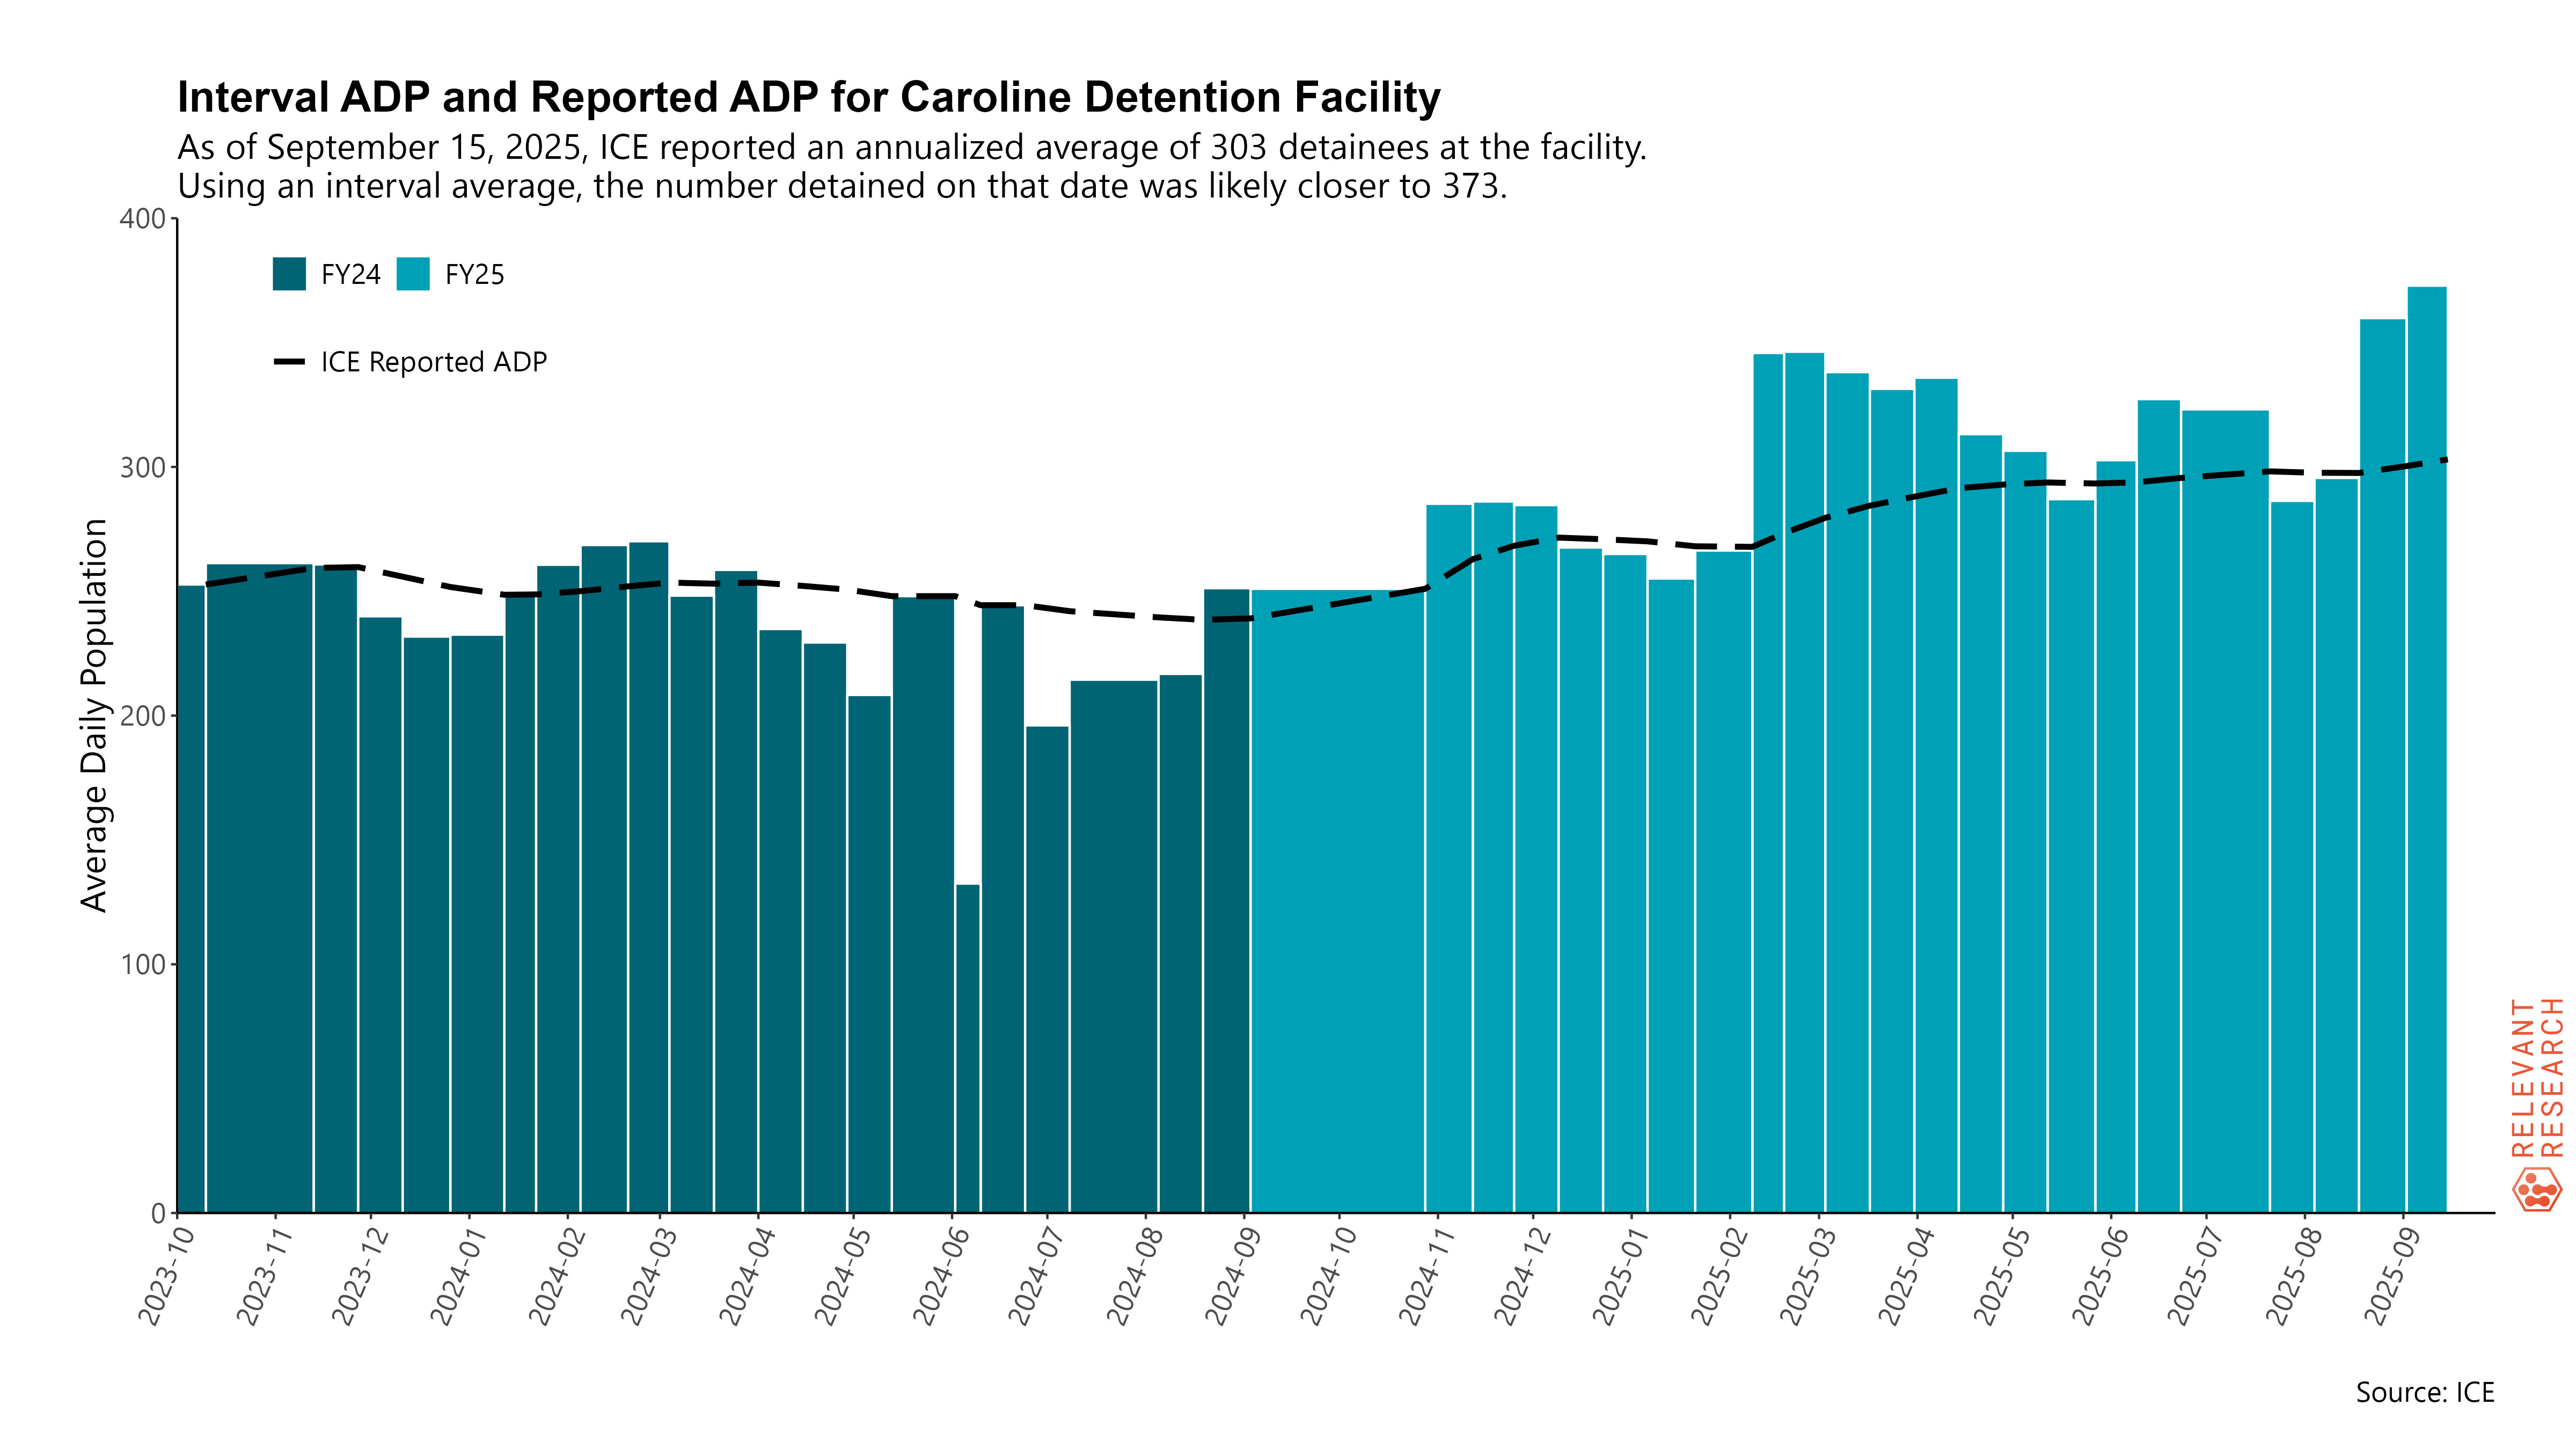 Interval ADP and Reported ADP for Caroline Detention Facility
As of September 15, 2025, ICE reported an annualized average of 303 detainees at the facility.
Using an interval average, the number detained on that date was likely closer to 373.
400
300
200
100
0
Average Daily Population
FY24
FY25
ICE Reported ADP
2023-10
2023-11
2023-12
2024-01
2024-02
2024-03
2024-04
2024-05
2024-06
2024-07
2024-08
2024-09
2024-10
2024-11
2024-12
2025-01
2025-02
2025-03
2025-04
2025-05
2025-06
2025-07
2025-08
2025-09
RELEVANT
RESEARCH
Source: ICE